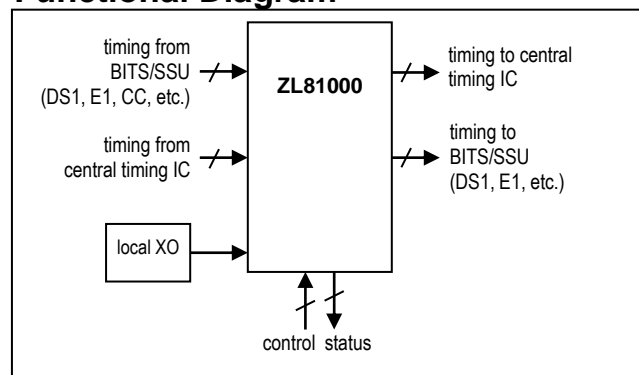 Functional Diagram
timing from
BITS/SSU
(DS1, E1, CC, etc.)
ZL81000
timing to central
timing IC
timing from
central timing IC
timing to
BITS/SSU
(DS1, E1, etc.)
local XO
control status